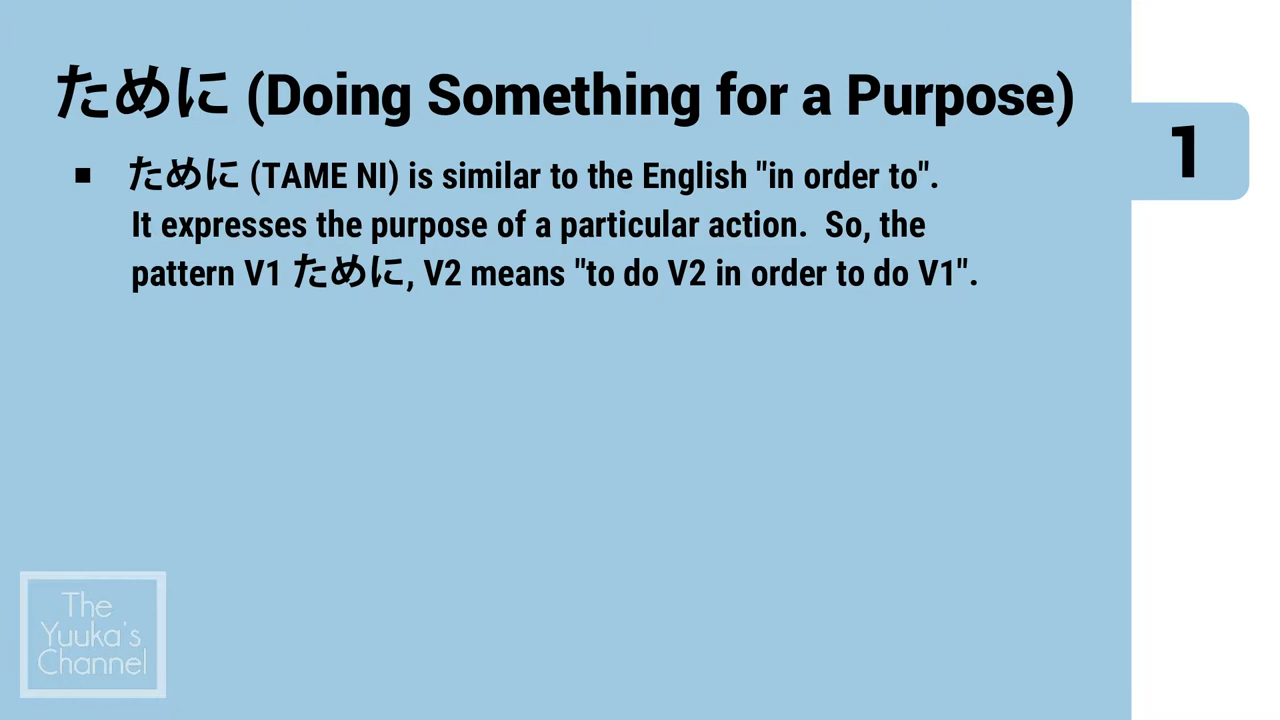 ために (Doing Something for a Purpose)
1
■ ために (TAME NI) is similar to the English "in order to".
It expresses the purpose of a particular action.  So, the
pattern V1 ために, V2 means "to do V2 in order to do V1".
The
Yuuka's
Channel